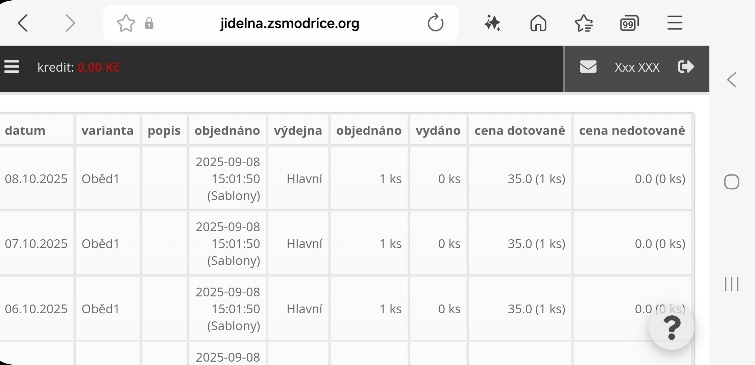 jidelna.zsmodrice.org
99
kredit: 0,00 Kč
Xxx XXX
datum varianta popis objednáno výdejna objednáno vydáno cena dotované cena nedotované
08.10.2025 Oběd1 2025-09-08 15:01:50 (Sablony) Hlavní 1 ks 0 ks 35.0 (1 ks) 0.0 (0 ks)
07.10.2025 Oběd1 2025-09-08 15:01:50 (Sablony) Hlavní 1 ks 0 ks 35.0 (1 ks) 0.0 (0 ks)
06.10.2025 Oběd1 2025-09-08 15:01:50 (Sablony) Hlavní 1 ks 0 ks 35.0 (1 ks) 0.0 (0 ks)
2025-09-08
?